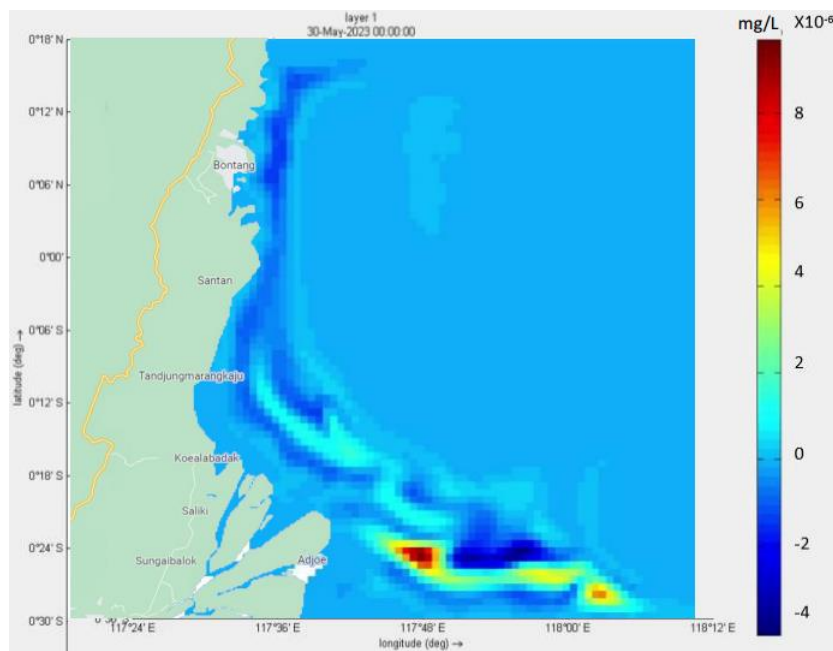 layer 1
30-May-2023 00:00:00
mg/L X10-6
0°18' N
0°12' N
0°06' N
0°00'
0°06' S
0°12' S
0°18' S
0°24' S
0°30' S
latitude (deg) →
Bontang
Santan
Tandjungmarangkaju
Koealabadak
Saliki
Sungaibalok
Adjoe
117°24' E
117°36' E
117°48' E
118°00' E
118°12' E
longitude (deg) →
8
6
4
2
0
-2
-4